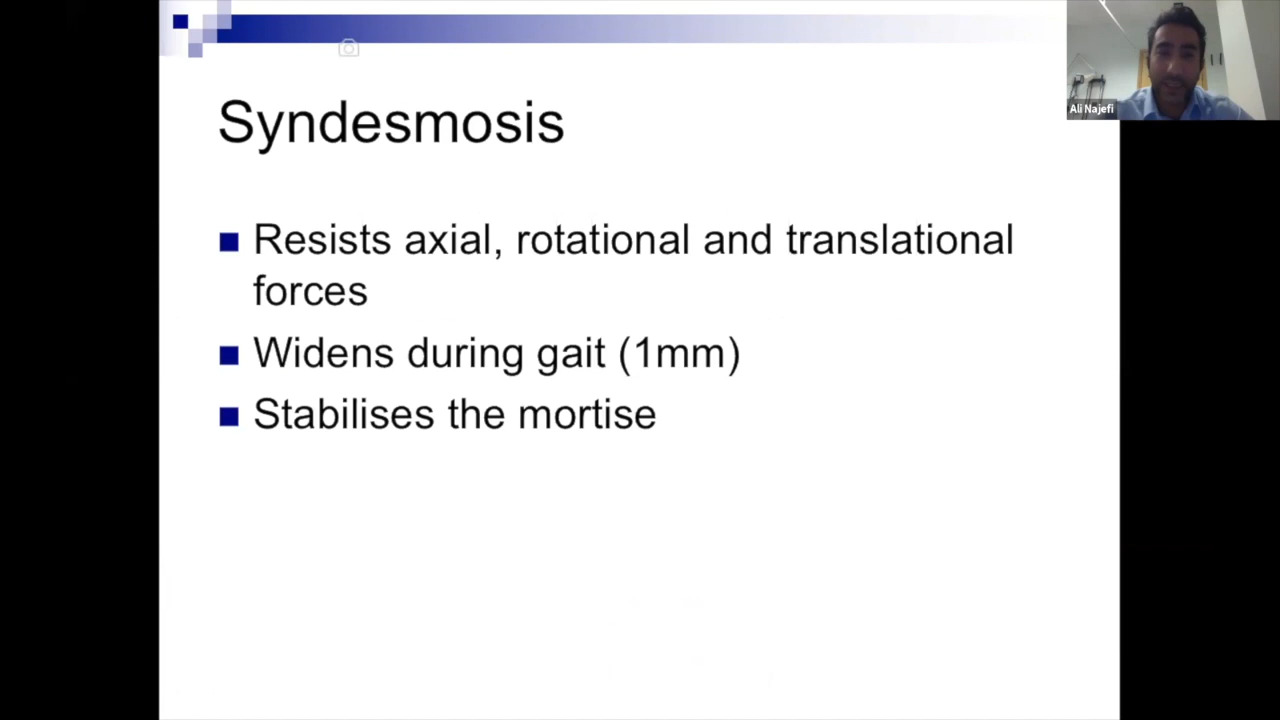 Ali Najefi
Syndesmosis
Resists axial, rotational and translational
forces
Widens during gait (1mm)
Stabilises the mortise